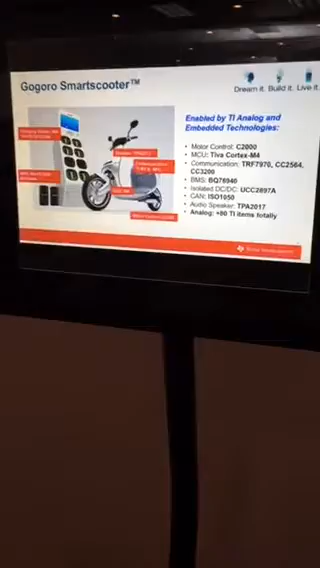 Gogoro Smartscooter™
Dream it. Build it. Live it.
Enabled by TI Analog and
Embedded Technologies:
• Motor Control: C2000
• MCU: Tiva Cortex-M4
• Communication: TRF7970, CC2564,
CC3200
• BMS: BQ76940
• Isolated DC/DC: UCC2897A
• CAN: ISO1050
• Audio Speaker: TPA2017
• Analog: +80 TI items totally
Texas Instruments